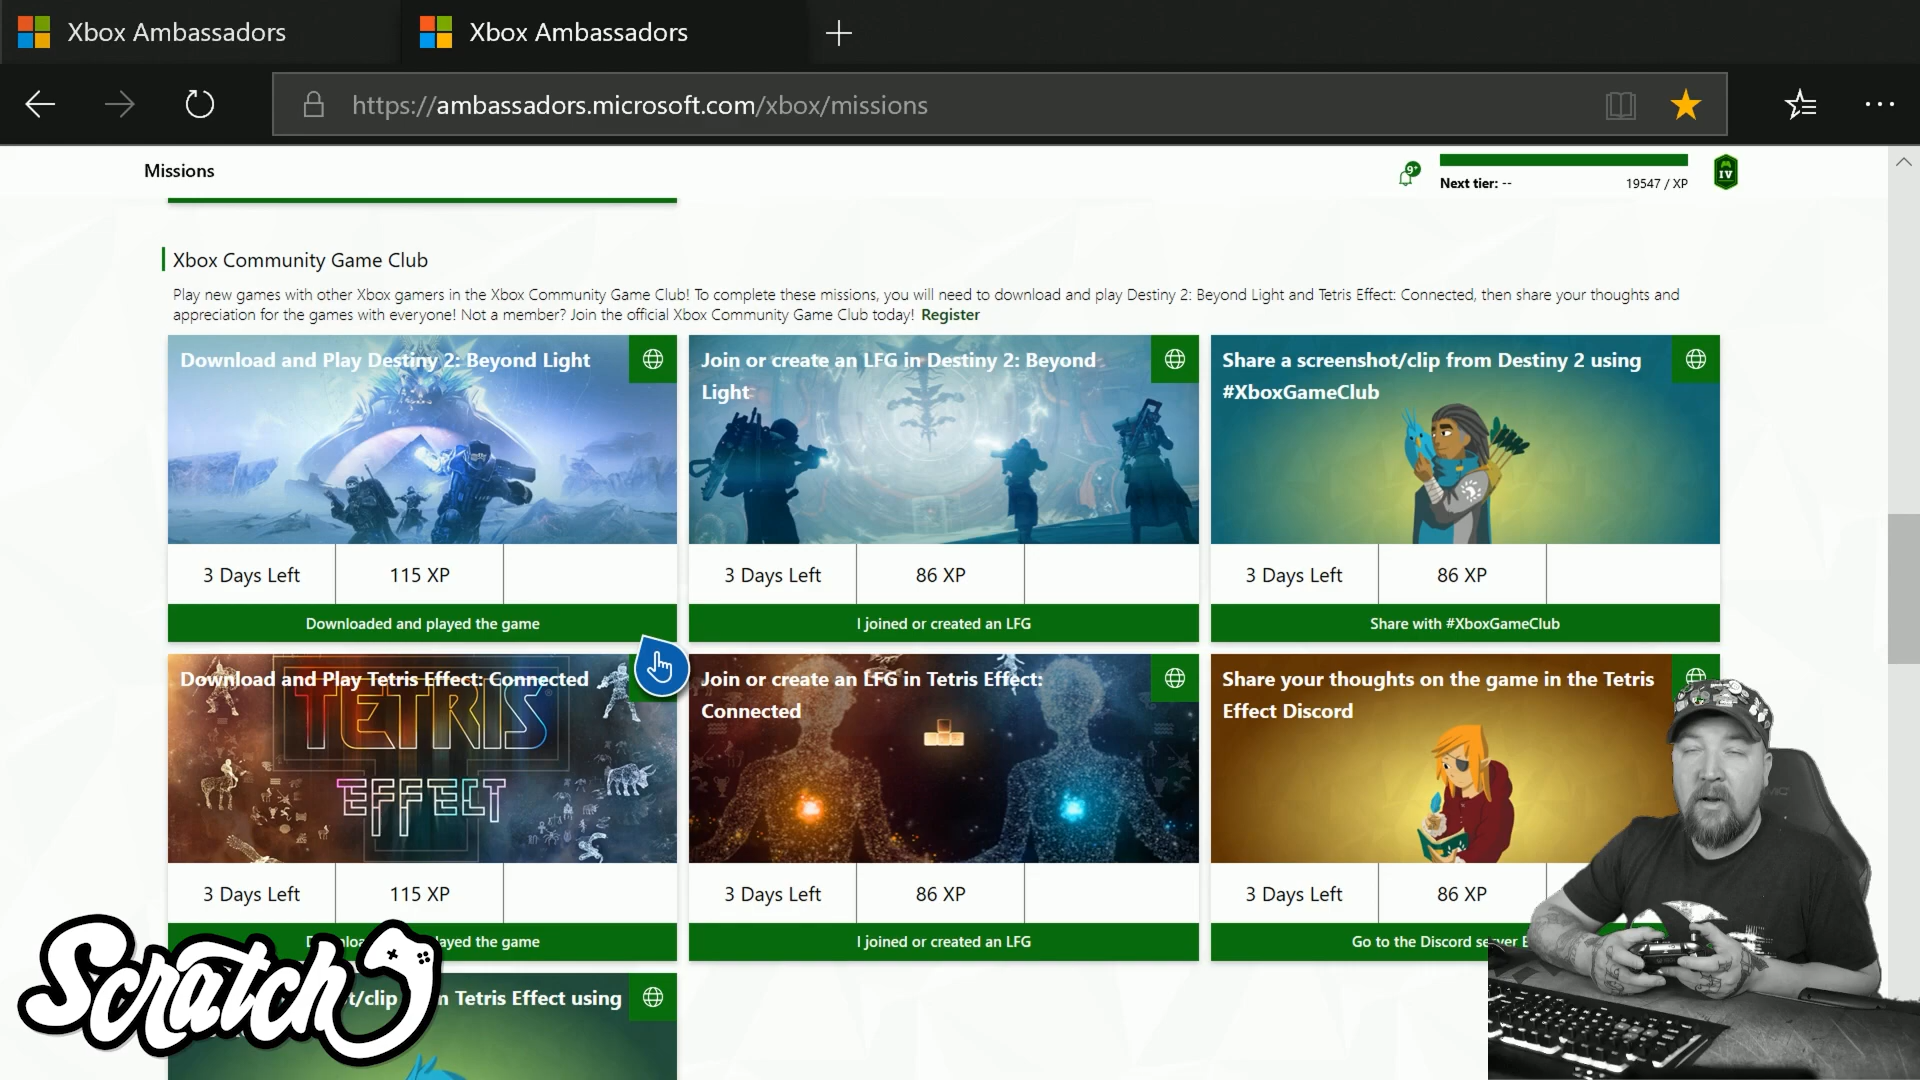 Xbox Ambassadors
Xbox Ambassadors
https://ambassadors.microsoft.com/xbox/missions
Missions
9+
Next tier: --
19547 / XP
IV
Xbox Community Game Club
Play new games with other Xbox gamers in the Xbox Community Game Club! To complete these missions, you will need to download and play Destiny 2: Beyond Light and Tetris Effect: Connected, then share your thoughts and
appreciation for the games with everyone! Not a member? Join the official Xbox Community Game Club today! Register
Download and Play Destiny 2: Beyond Light
Join or create an LFG in Destiny 2: Beyond
Light
Share a screenshot/clip from Destiny 2 using
#XboxGameClub
3 Days Left
115 XP
3 Days Left
86 XP
3 Days Left
86 XP
Downloaded and played the game
I joined or created an LFG
Share with #XboxGameClub
Download and Play Tetris Effect: Connected
TETRIS
EFFECT
Join or create an LFG in Tetris Effect:
Connected
Share your thoughts on the game in the Tetris
Effect Discord
3 Days Left
115 XP
3 Days Left
86 XP
3 Days Left
86 XP
the game
I joined or created an LFG
Go to the Discord server
Tetris Effect using
Scratch